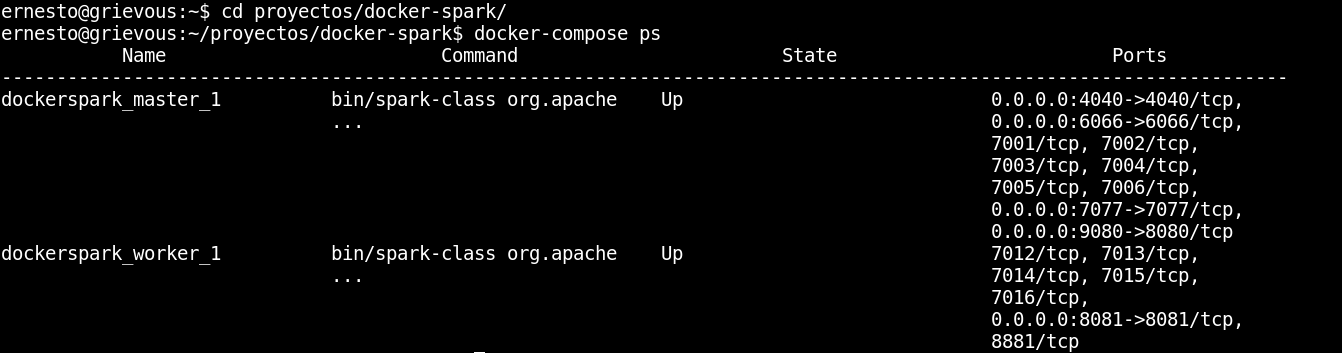 ernesto@grievous:~$ cd proyectos/docker-spark/
ernesto@grievous:~/proyectos/docker-spark$ docker-compose ps
           Name                         Command                        State                         Ports
---------------------------------------------------------------------------------------------------------------------
dockerspark_master_1          bin/spark-class org.apache    Up                            0.0.0.0:4040->4040/tcp,
                              ...                                                         0.0.0.0:6066->6066/tcp,
                                                                                          7001/tcp, 7002/tcp,
                                                                                          7003/tcp, 7004/tcp,
                                                                                          7005/tcp, 7006/tcp,
                                                                                          0.0.0.0:7077->7077/tcp,
                                                                                          0.0.0.0:9080->8080/tcp
dockerspark_worker_1          bin/spark-class org.apache    Up                            7012/tcp, 7013/tcp,
                              ...                                                         7014/tcp, 7015/tcp,
                                                                                          7016/tcp,
                                                                                          0.0.0.0:8081->8081/tcp,
                                                                                          8881/tcp